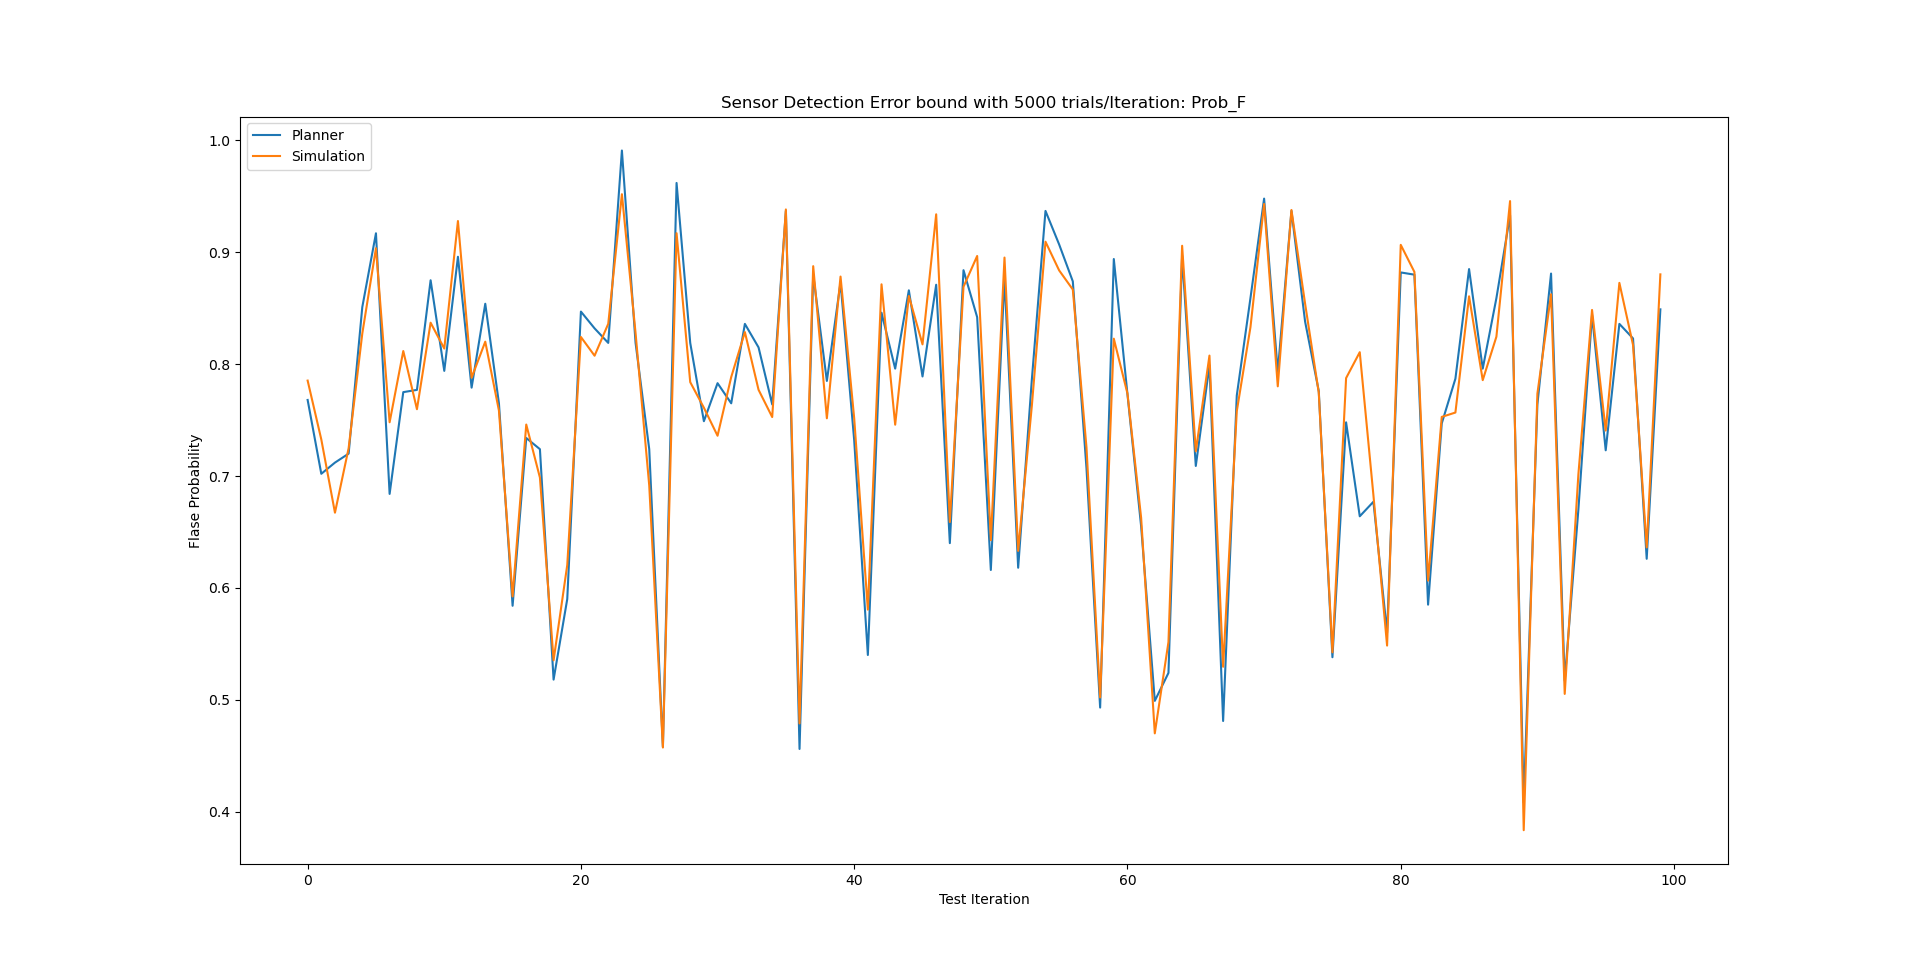 Sensor Detection Error bound with 5000 trials/Iteration: Prob_F
Planner
Simulation
1.0
0.9
0.8
0.7
0.6
0.5
0.4
Flase Probability
0
20
40
60
80
100
Test Iteration